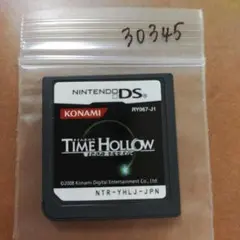 30345
NINTENDO DS
KONAMI
RY067-J1
TIME HOLLOW
©2008 Konami Digital Entertainment Co., Ltd.
NTR-YHLJ-JPN